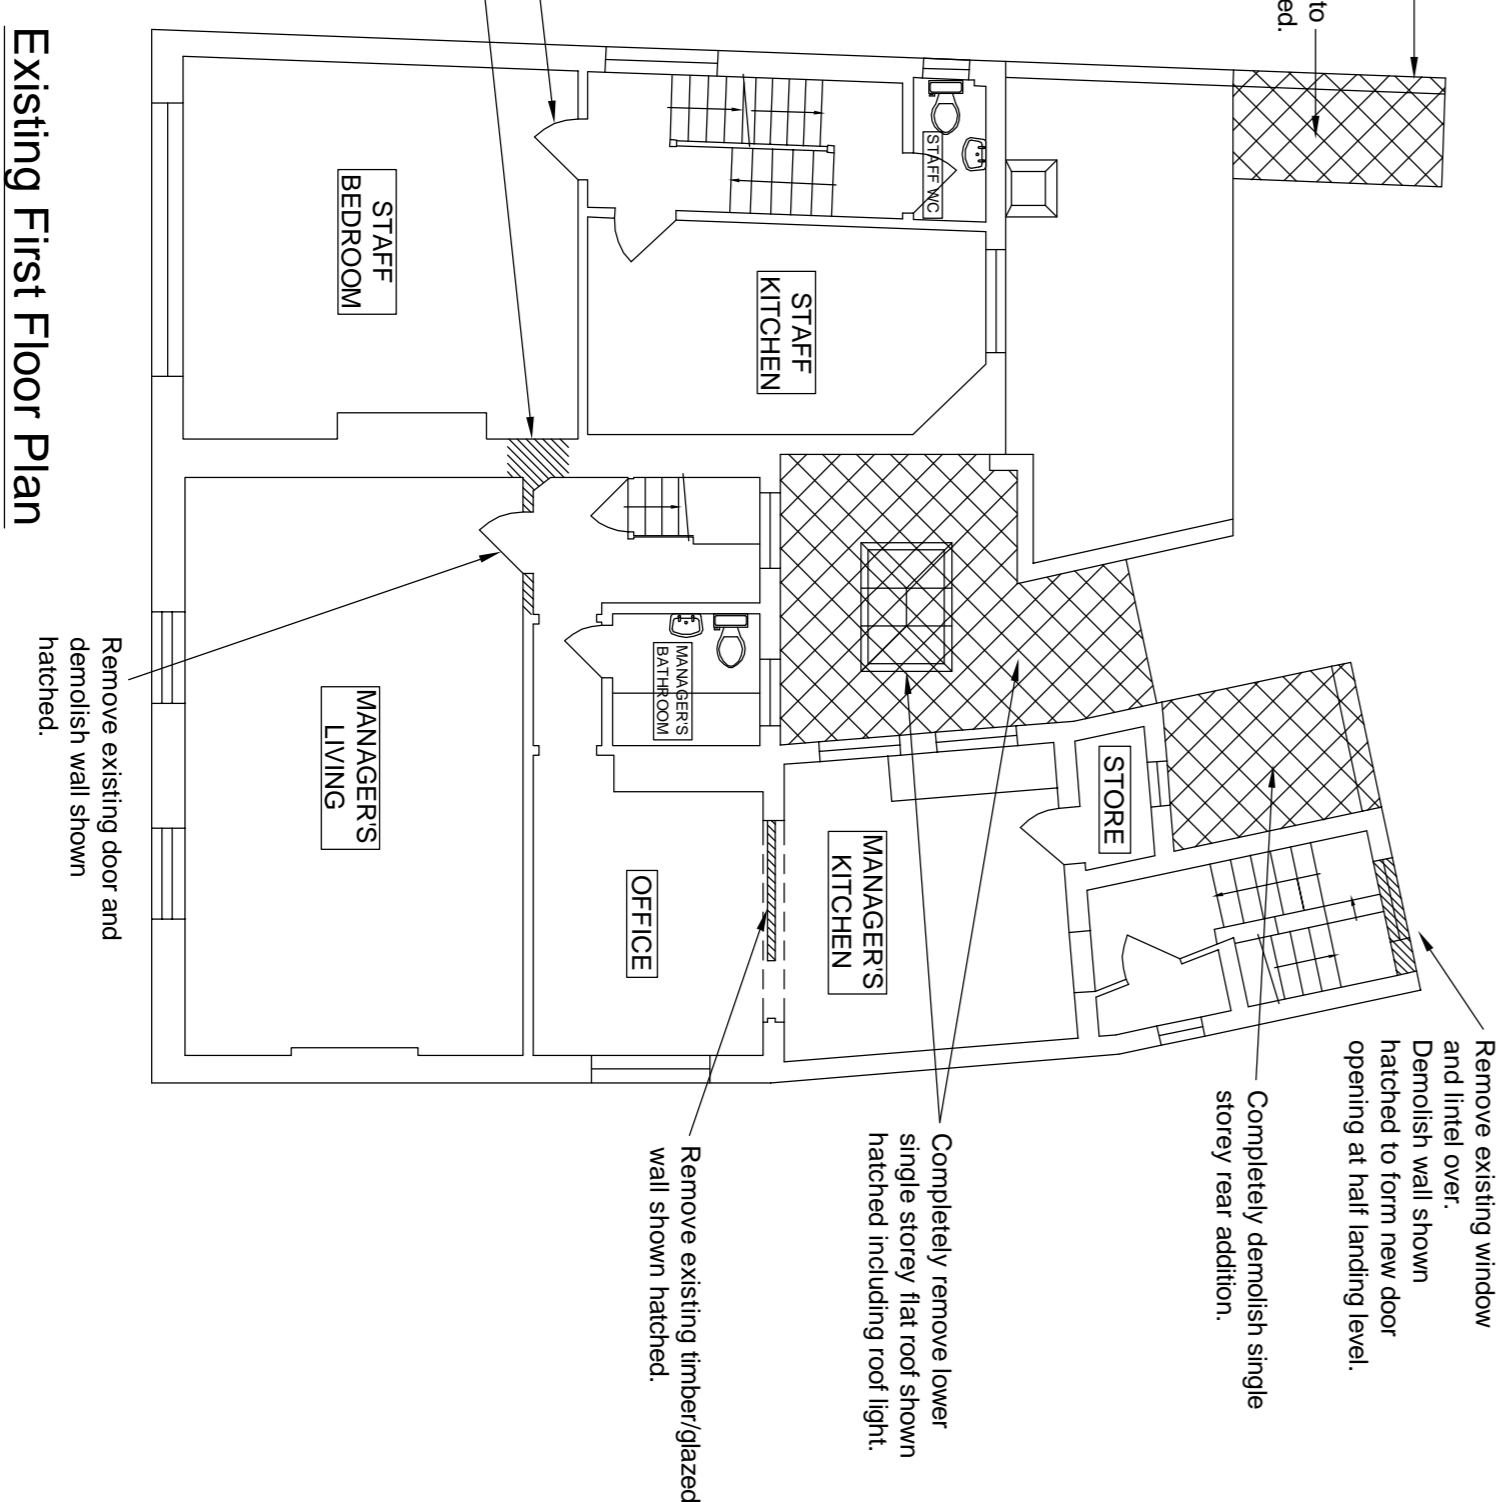 to
ed.
STAFF WC
STAFF
BEDROOM
STAFF
KITCHEN
MANAGER'S
BATHROOM
STORE
MANAGER'S
LIVING
OFFICE
MANAGER'S
KITCHEN
Remove existing window
and lintel over.
Demolish wall shown
hatched to form new door
opening at half landing level.
Completely demolish single
storey rear addition.
Completely remove lower
single storey flat roof shown
hatched including roof light.
Remove existing timber/glazed
wall shown hatched.
Remove existing door and
demolish wall shown
hatched.
Existing First Floor Plan